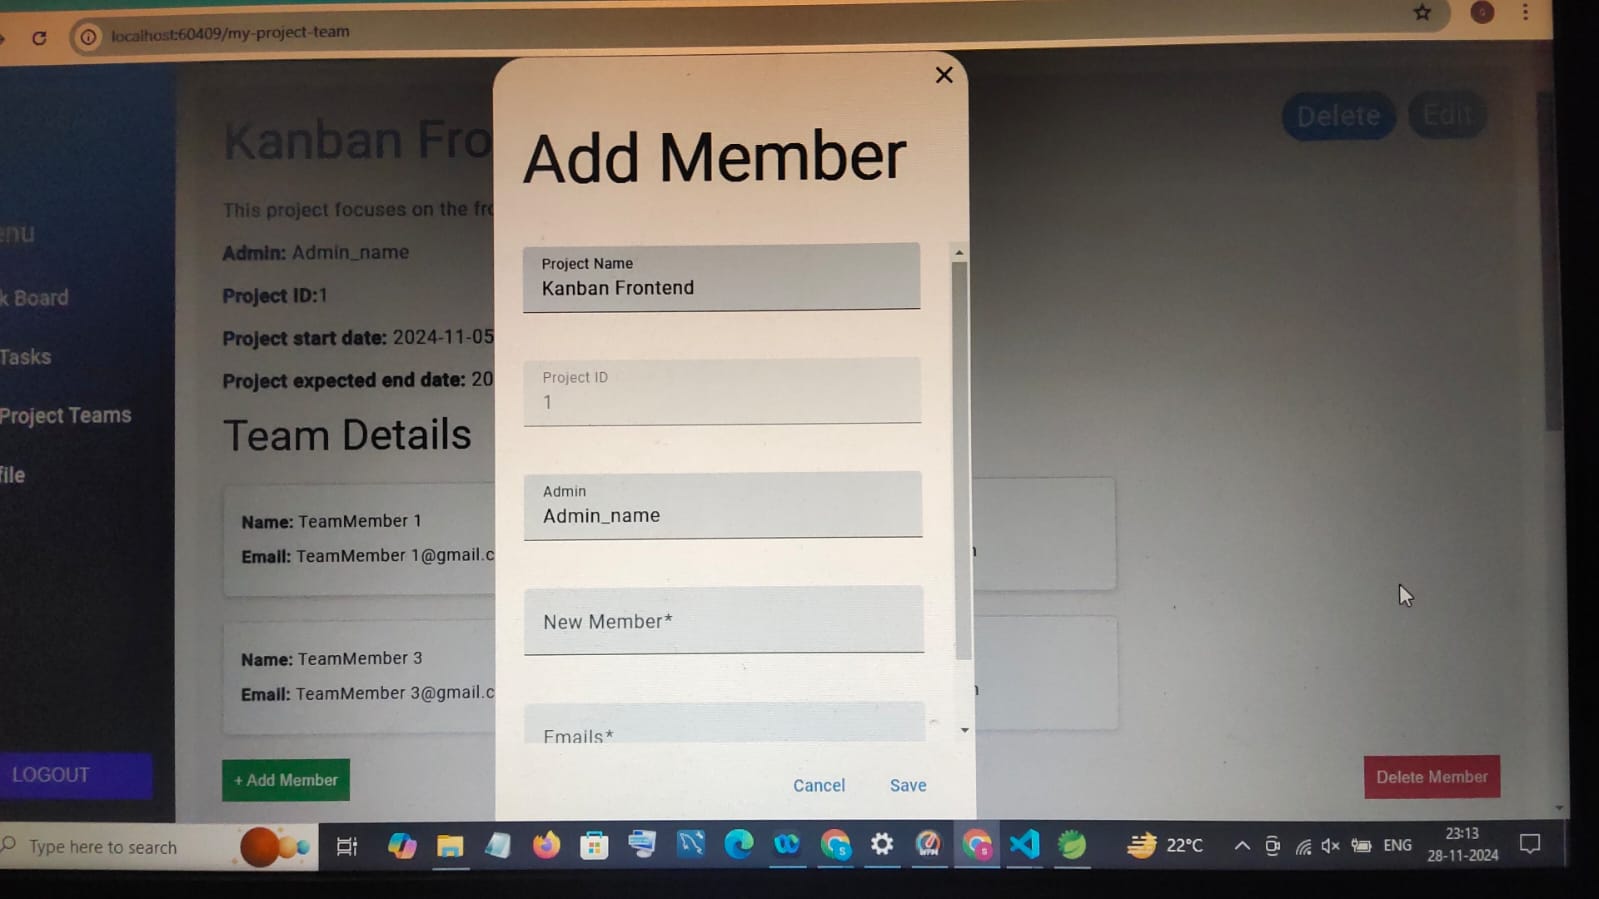 localhost:60409/my-project-team
Add Member
Delete
Edit
Kanban Fro
This project focuses on the fr
Admin: Admin_name
Project ID:1
Project start date: 2024-11-05
Project expected end date: 20
Team Details
Name: TeamMember 1
Email: TeamMember 1@gmail.c
Name: TeamMember 3
Email: TeamMember 3@gmail.c
+ Add Member
Delete Member
enu
k Board
Tasks
Project Teams
file
LOGOUT
Project Name
Kanban Frontend
Project ID
1
Admin
Admin_name
New Member*
Emails*
Cancel
Save
Type here to search
22°C
ENG
23:13
28-11-2024